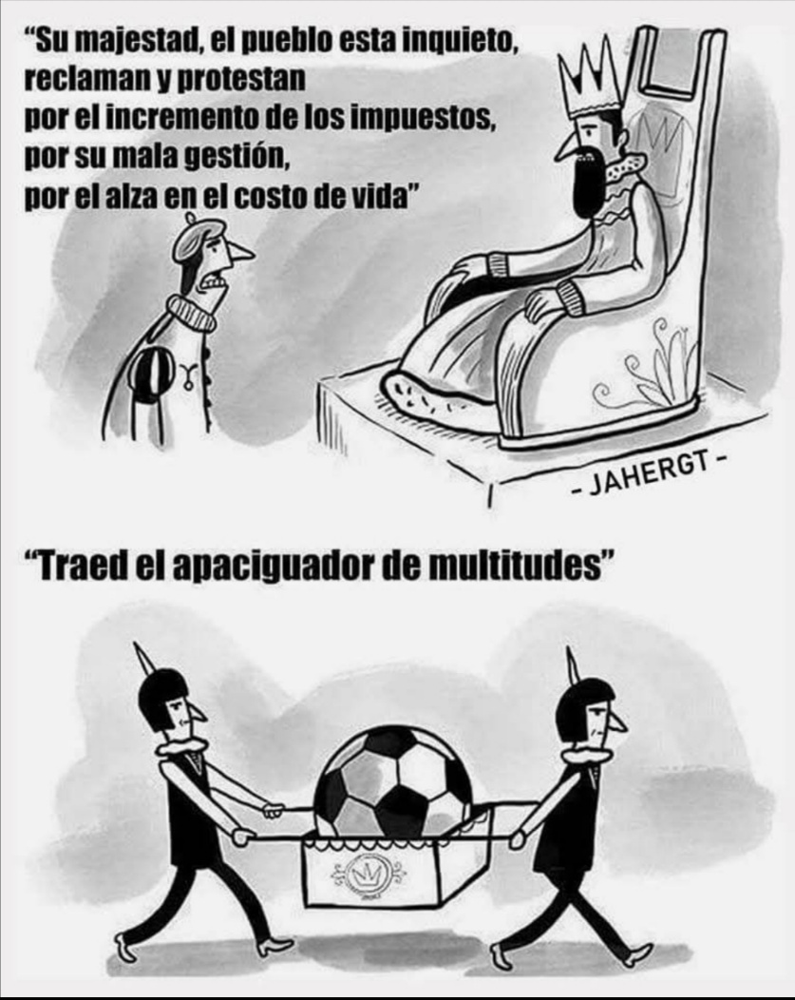 “Su majestad, el pueblo esta inquieto,
reclaman y protestan
por el incremento de los impuestos,
por su mala gestión,
por el alza en el costo de vida”
- JAHERGT -
“Traed el apaciguador de multitudes”